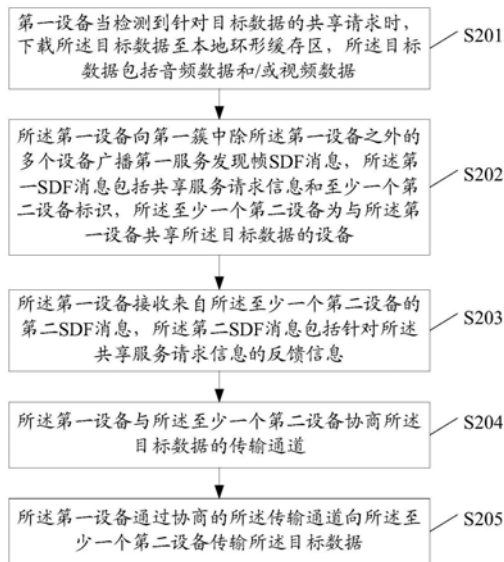 第一设备当检测到针对目标数据的共享请求时，
下载所述目标数据至本地环形缓存区，所述目标
数据包括音频数据和/或视频数据
S201
所述第一设备向第一簇中除所述第一设备之外的
多个设备广播第一服务发现帧SDF消息，所述第
一SDF消息包括共享服务请求信息和至少一个第
二设备标识，所述至少一个第二设备为与所述第
一设备共享所述目标数据的设备
S202
所述第一设备接收来自所述至少一个第二设备的
第二SDF消息，所述第二SDF消息包括针对所述
共享服务请求信息的反馈信息
S203
所述第一设备与所述至少一个第二设备协商所述
目标数据的传输通道
S204
所述第一设备通过协商的所述传输通道向所述至
少一个第二设备传输所述目标数据
S205